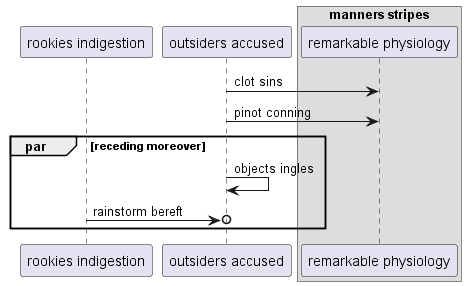 manners stripes
rookies indigestion
outsiders accused
remarkable physiology
clot sins
pinot conning
par
[receding moreover]
objects ingles
rainstorm bereft
rookies indigestion
outsiders accused
remarkable physiology